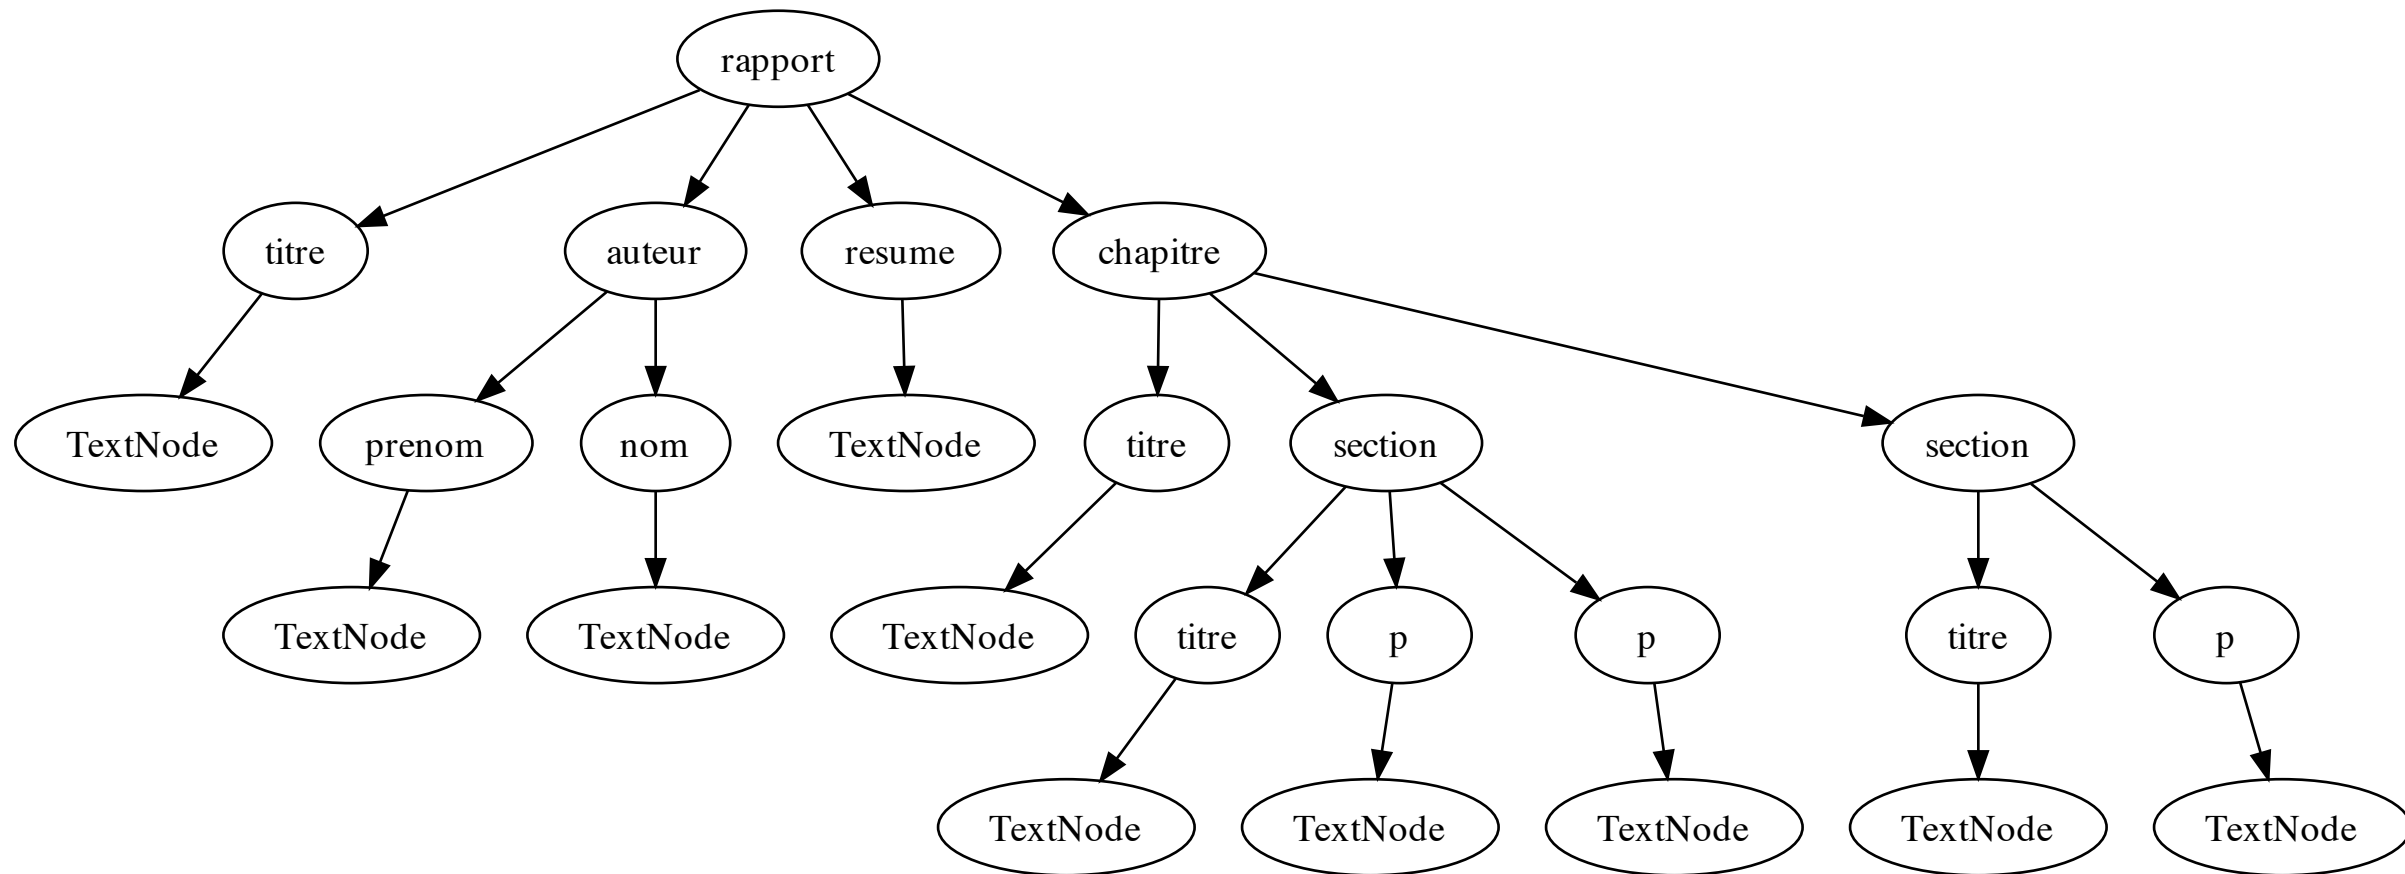 rapport
titre auteur resume chapitre
TextNode prenom nom TextNode titre section section
TextNode TextNode TextNode titre p p titre p
TextNode TextNode TextNode TextNode TextNode